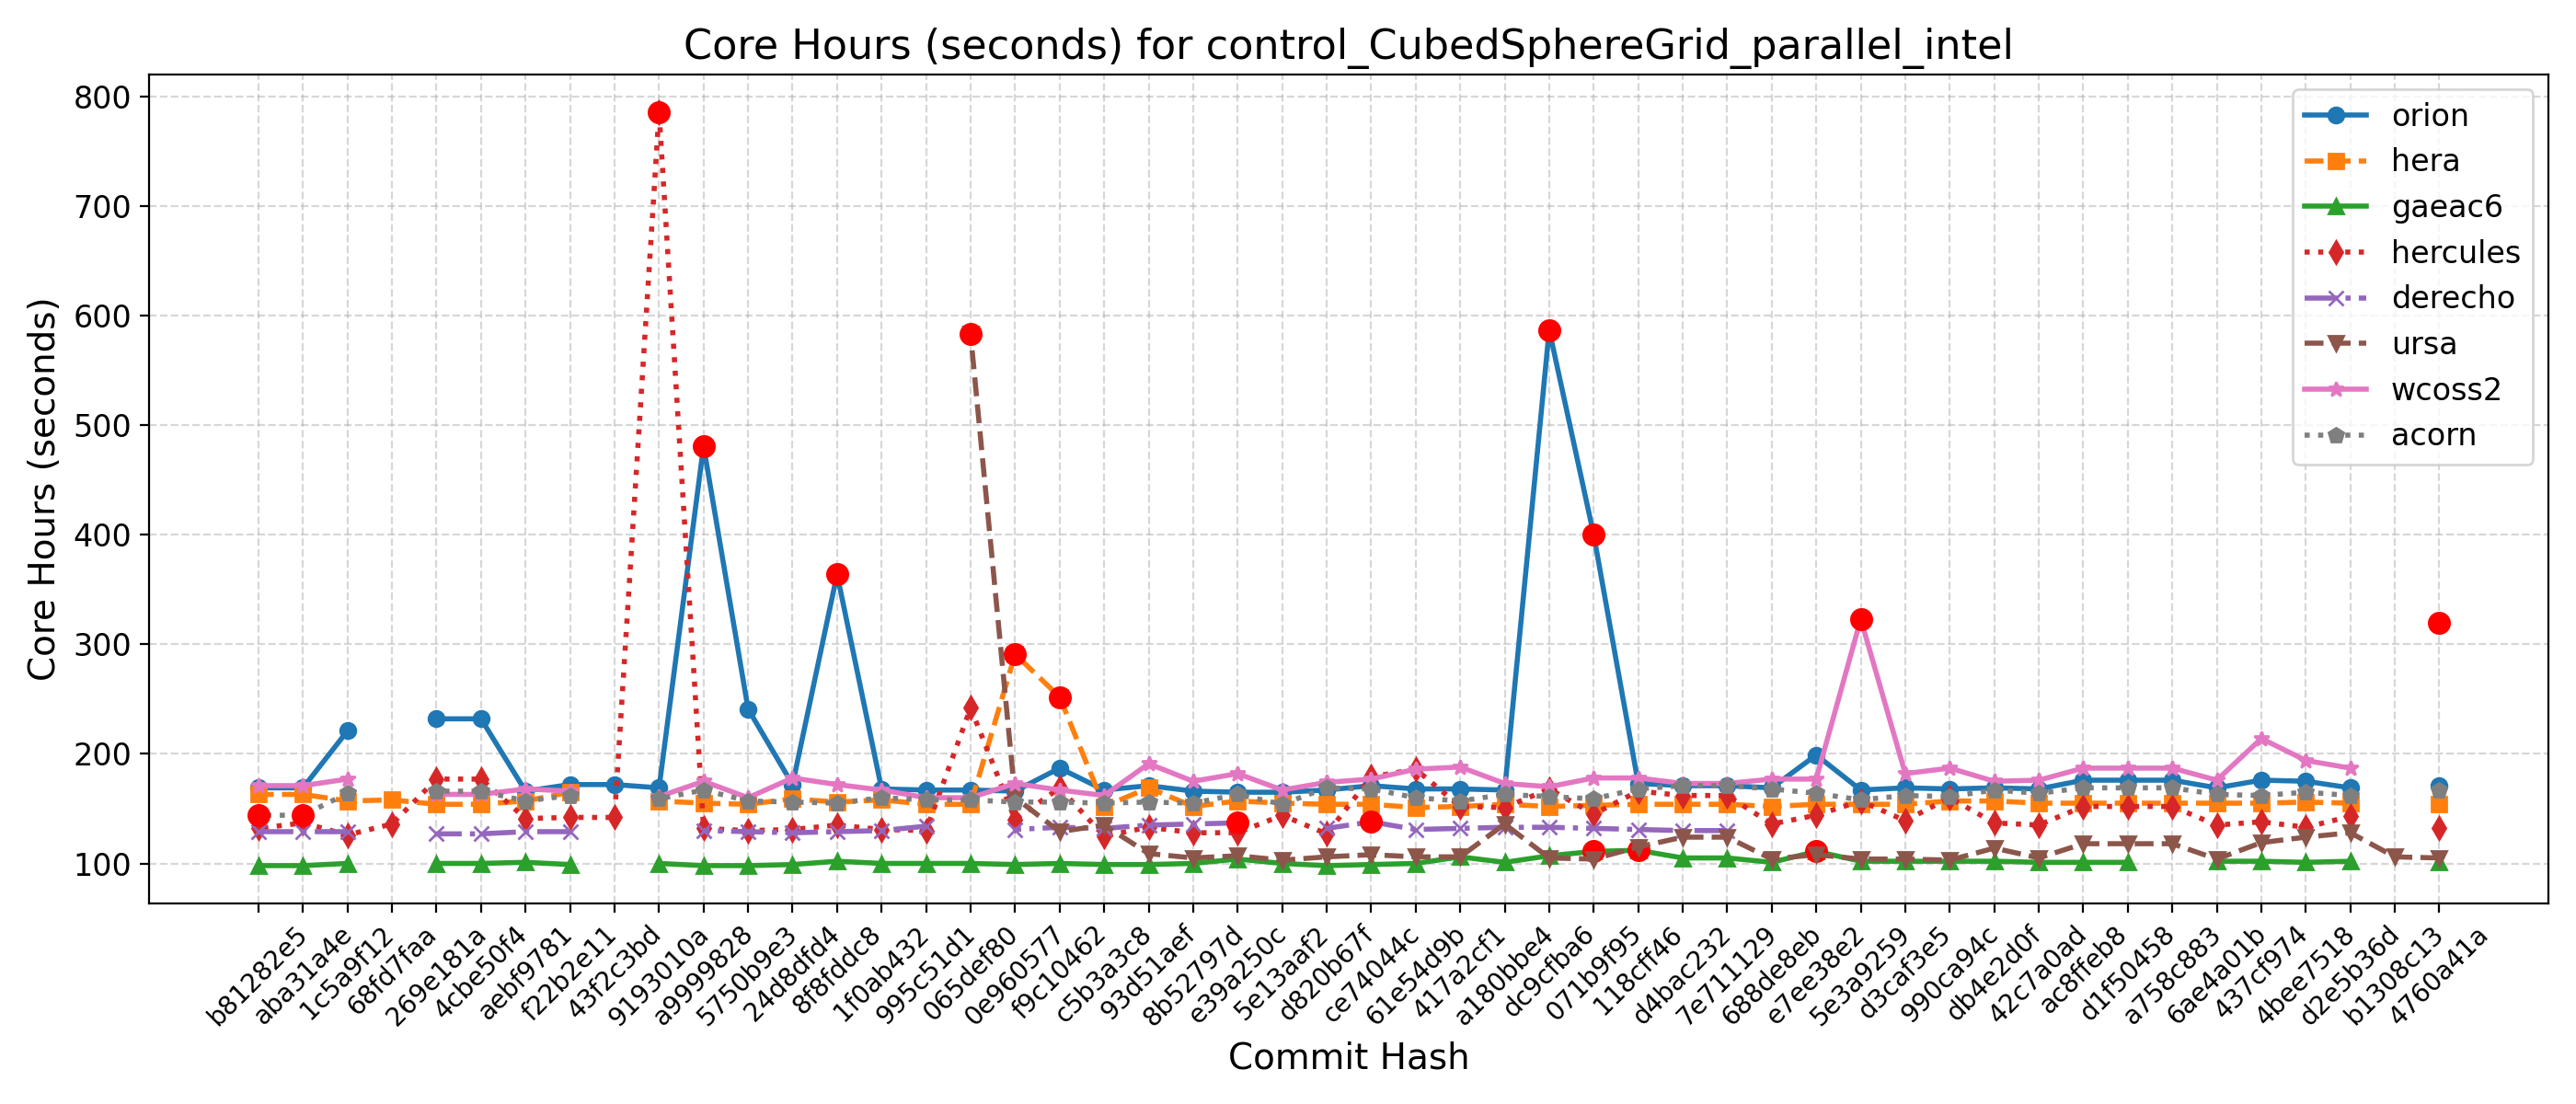 Core Hours (seconds) for control_CubedSphereGrid_parallel_intel
Core Hours (seconds)
800
700
600
500
400
300
200
100
orion
hera
gaeac6
hercules
derecho
ursa
wcoss2
acorn
b81282e5
aba31a4e
1c5a9f12
68fd7faa
269e181a
4cbe50f4
aebf9781
f22b2e11
43f2c3bd
9193010a
a9999828
5750b9e3
24d8dfd4
8f8fddc8
1f0ab432
995c51d1
065def80
0e960577
f9c10462
c5b3a3c8
93d51aef
8b52797d
e39a250c
5e13aaf2
d820b67f
ce74044c
61e54d9b
417a2cf1
a180bbe4
dc9cfba6
071b9f95
118cff46
d4bac232
7e711129
688de8eb
e7ee38e2
5e3a9259
d3caf3e5
990ca94c
db4e2d0f
42c7a0ad
ac8ffeb8
d1f50458
a758c883
6ae4a01b
437cf974
4bee7518
d2e5b36d
b1308c13
4760a41a
Commit Hash